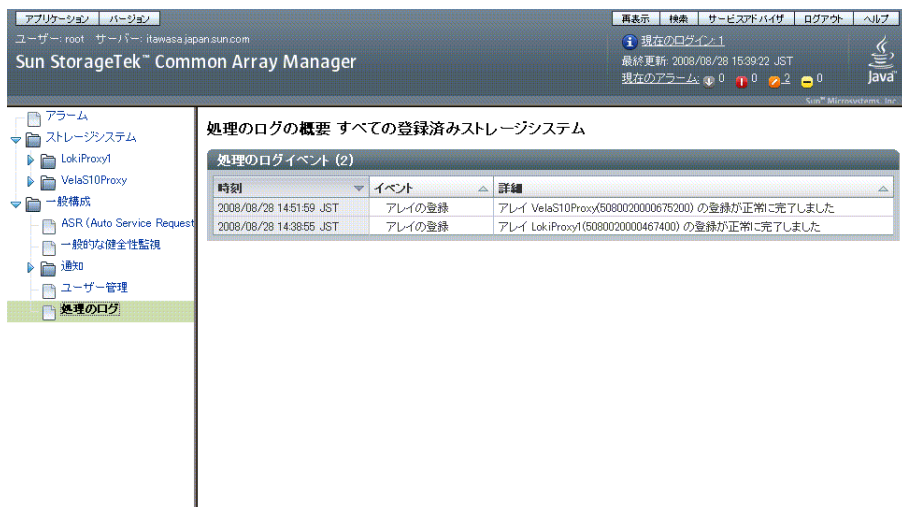 アプリケーション バージョン 再表示 検索 サービスアドバイザ ログアウト ヘルプ
ユーザー: root サーバー: itawasa.japan.sun.com
現在のログイン: 1
Sun StorageTek™ Common Array Manager
最終更新: 2008/08/28 15:39:22 JST
現在のアラーム: 0 0 2 0
Java™
Sun™ Microsystems, Inc.
アラーム
ストレージシステム
LokiProxy1
VelaS10Proxy
一般構成
ASR (Auto Service Request
一般的な健全性監視
通知
ユーザー管理
処理のログ
処理のログの概要 すべての登録済みストレージシステム
処理のログイベント (2)
時刻 イベント 詳細
2008/08/28 14:51:59 JST アレイの登録 アレイ VelaS10Proxy(5080020000675200) の登録が正常に完了しました
2008/08/28 14:38:55 JST アレイの登録 アレイ LokiProxy1(5080020000467400) の登録が正常に完了しました